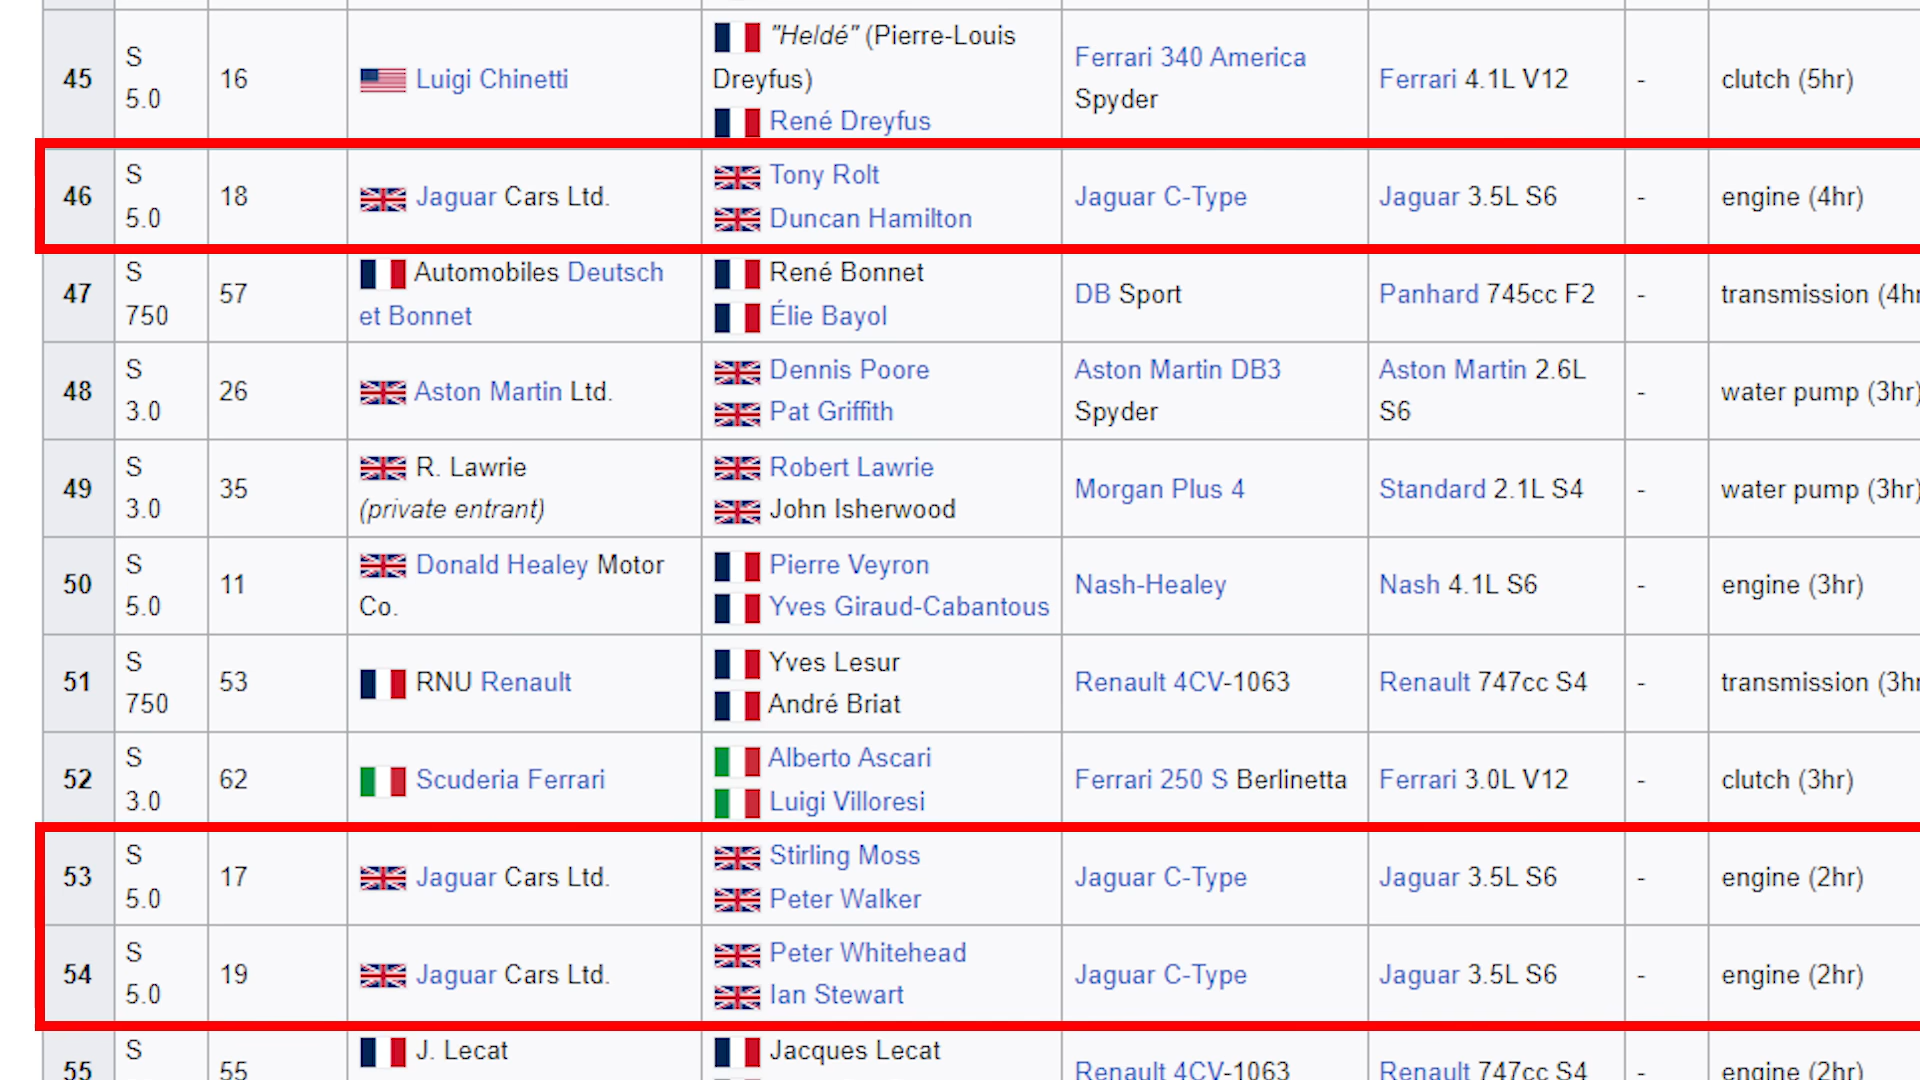 45 S 5.0 16 Luigi Chinetti "Heldé" (Pierre-Louis Dreyfus) René Dreyfus Ferrari 340 America Spyder Ferrari 4.1L V12 - clutch (5hr)
46 S 5.0 18 Jaguar Cars Ltd. Tony Rolt Duncan Hamilton Jaguar C-Type Jaguar 3.5L S6 - engine (4hr)
47 S 750 57 Automobiles Deutsch et Bonnet René Bonnet Élie Bayol DB Sport Panhard 745cc F2 - transmission (4hr
48 S 3.0 26 Aston Martin Ltd. Dennis Poore Pat Griffith Aston Martin DB3 Spyder Aston Martin 2.6L S6 - water pump (3hr)
49 S 3.0 35 R. Lawrie (private entrant) Robert Lawrie John Isherwood Morgan Plus 4 Standard 2.1L S4 - water pump (3hr)
50 S 5.0 11 Donald Healey Motor Co. Pierre Veyron Yves Giraud-Cabantous Nash-Healey Nash 4.1L S6 - engine (3hr)
51 S 750 53 RNU Renault Yves Lesur André Briat Renault 4CV-1063 Renault 747cc S4 - transmission (3hr
52 S 3.0 62 Scuderia Ferrari Alberto Ascari Luigi Villoresi Ferrari 250 S Berlinetta Ferrari 3.0L V12 - clutch (3hr)
53 S 5.0 17 Jaguar Cars Ltd. Stirling Moss Peter Walker Jaguar C-Type Jaguar 3.5L S6 - engine (2hr)
54 S 5.0 19 Jaguar Cars Ltd. Peter Whitehead Ian Stewart Jaguar C-Type Jaguar 3.5L S6 - engine (2hr)
55 S 55 J. Lecat Jacques Lecat Renault 4CV-1063 Renault 747cc S4 - engine (2hr)